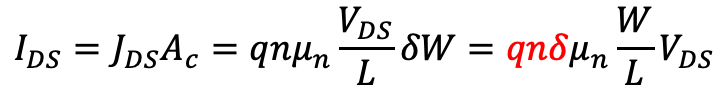 I_{DS} = J_{DS}A_c = qnμ_n \frac{V_{DS}}{L} δW = qnδμ_n \frac{W}{L} V_{DS}